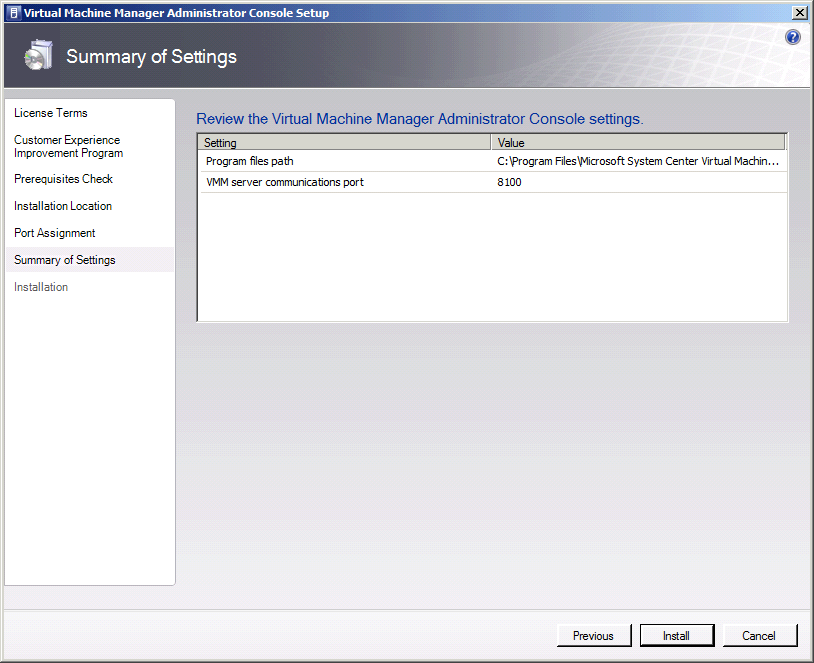 Virtual Machine Manager Administrator Console Setup
Summary of Settings
License Terms
Customer Experience
Improvement Program
Prerequisites Check
Installation Location
Port Assignment
Summary of Settings
Installation
Review the Virtual Machine Manager Administrator Console settings.
Setting Value
Program files path C:\Program Files\Microsoft System Center Virtual Machin...
VMM server communications port 8100
Previous Install Cancel